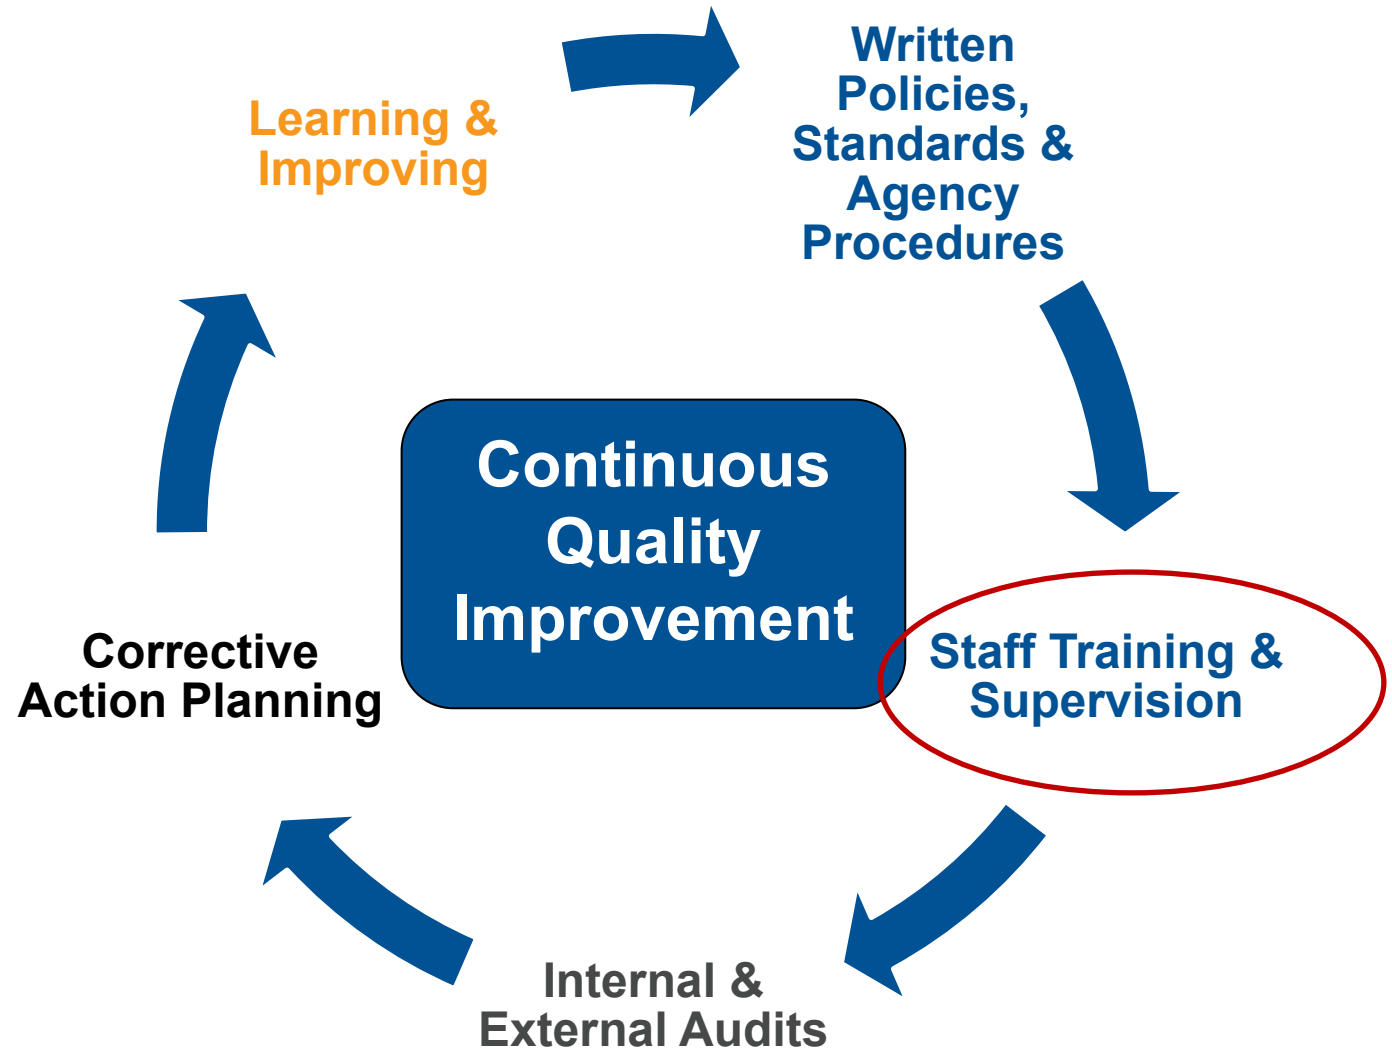 Written
Policies,
Standards &
Agency
Procedures
Learning &
Improving
Continuous
Quality
Improvement
Staff Training &
Supervision
Corrective
Action Planning
Internal &
External Audits